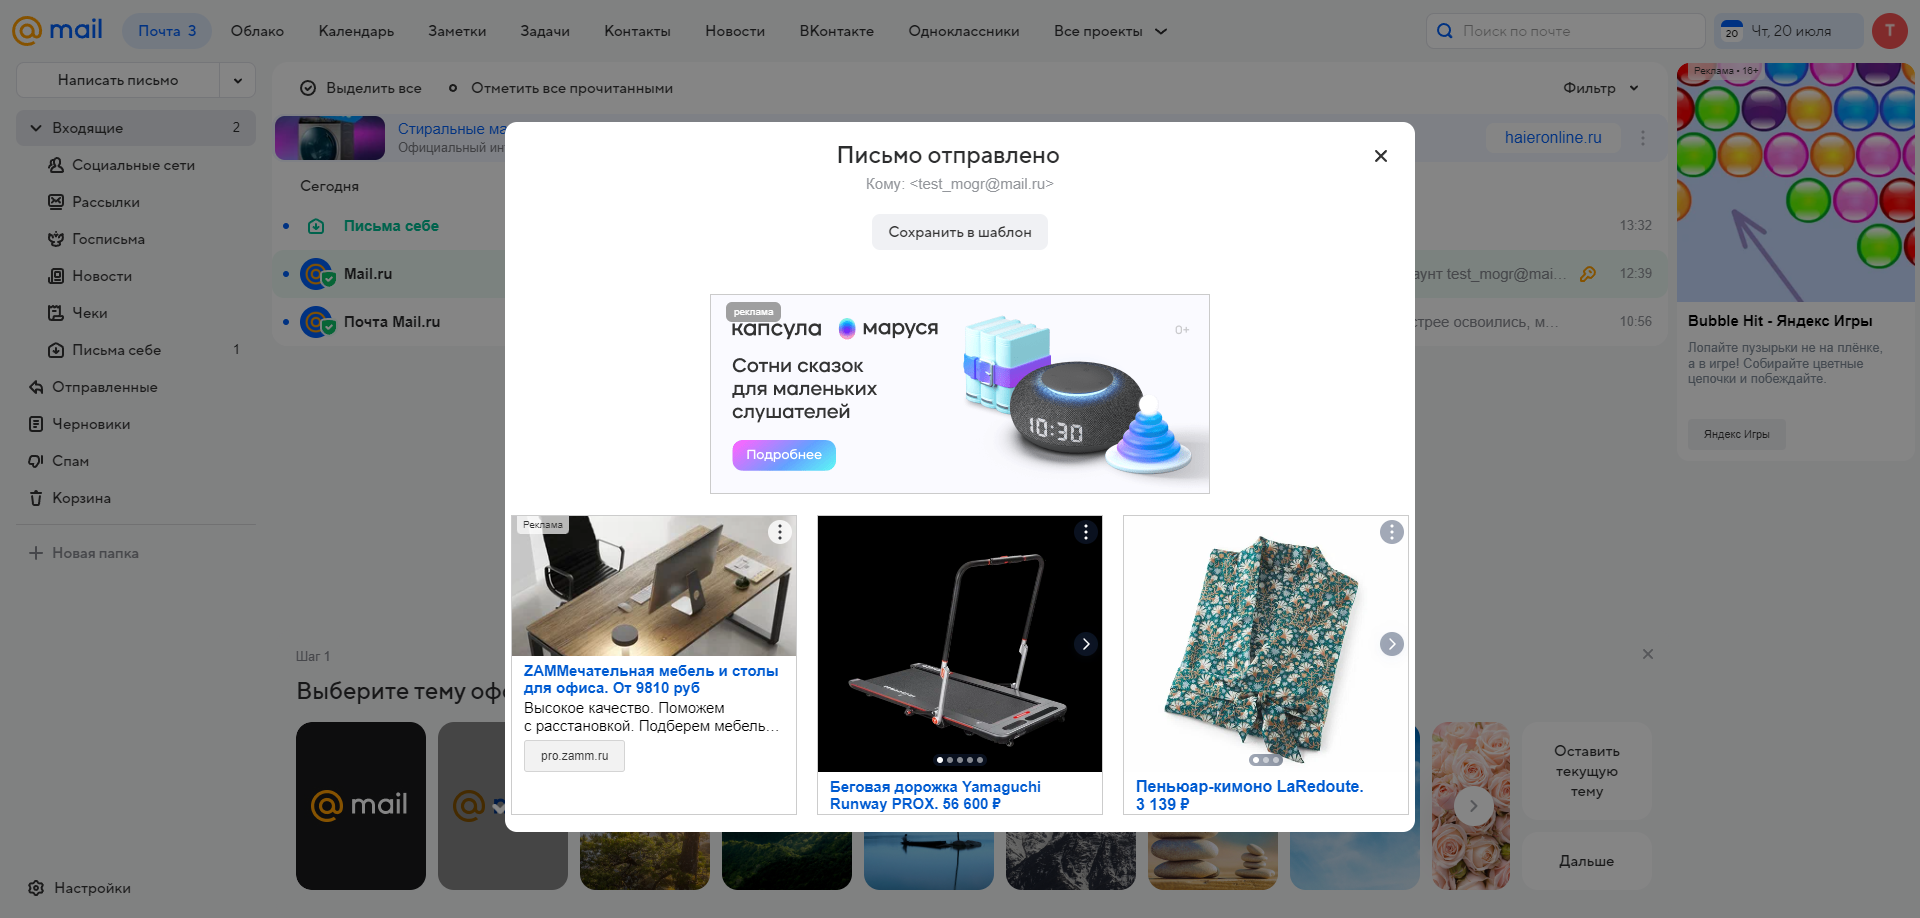 mail
Почта 3
Облако
Календарь
Заметки
Задачи
Контакты
Новости
ВКонтакте
Одноклассники
Все проекты
Поиск по почте
20
Чт, 20 июля
Т
Написать письмо
Входящие 2
Социальные сети
Рассылки
Госписьма
Новости
Чеки
Письма себе 1
Отправленные
Черновики
Спам
Корзина
Новая папка
Настройки
Выделить все
Отметить все прочитанными
Фильтр
Стиральные ма
Официальный ин
haieronline.ru
Сегодня
Письма себе
13:32
Mail.ru
аунт test_mogr@mai...
12:39
Почта Mail.ru
стрее освоились, м...
10:56
Письмо отправлено
Кому: <test_mogr@mail.ru>
Сохранить в шаблон
реклама
капсула маруся
0+
Сотни сказок
для маленьких
слушателей
Подробнее
10:30
Реклама
ZAMMечательная мебель и столы
для офиса. От 9810 руб
Высокое качество. Поможем
с расстановкой. Подберем мебель...
pro.zamm.ru
Беговая дорожка Yamaguchi
Runway PROX. 56 600 ₽
Пеньюар-кимоно LaRedoute.
3 139 ₽
Реклама • 16+
Bubble Hit - Яндекс Игры
Лопайте пузырьки не на плёнке,
а в игре! Собирайте цветные
цепочки и побеждайте.
Яндекс Игры
Шаг 1
Выберите тему оф
mail
Оставить
текущую
тему
Дальше